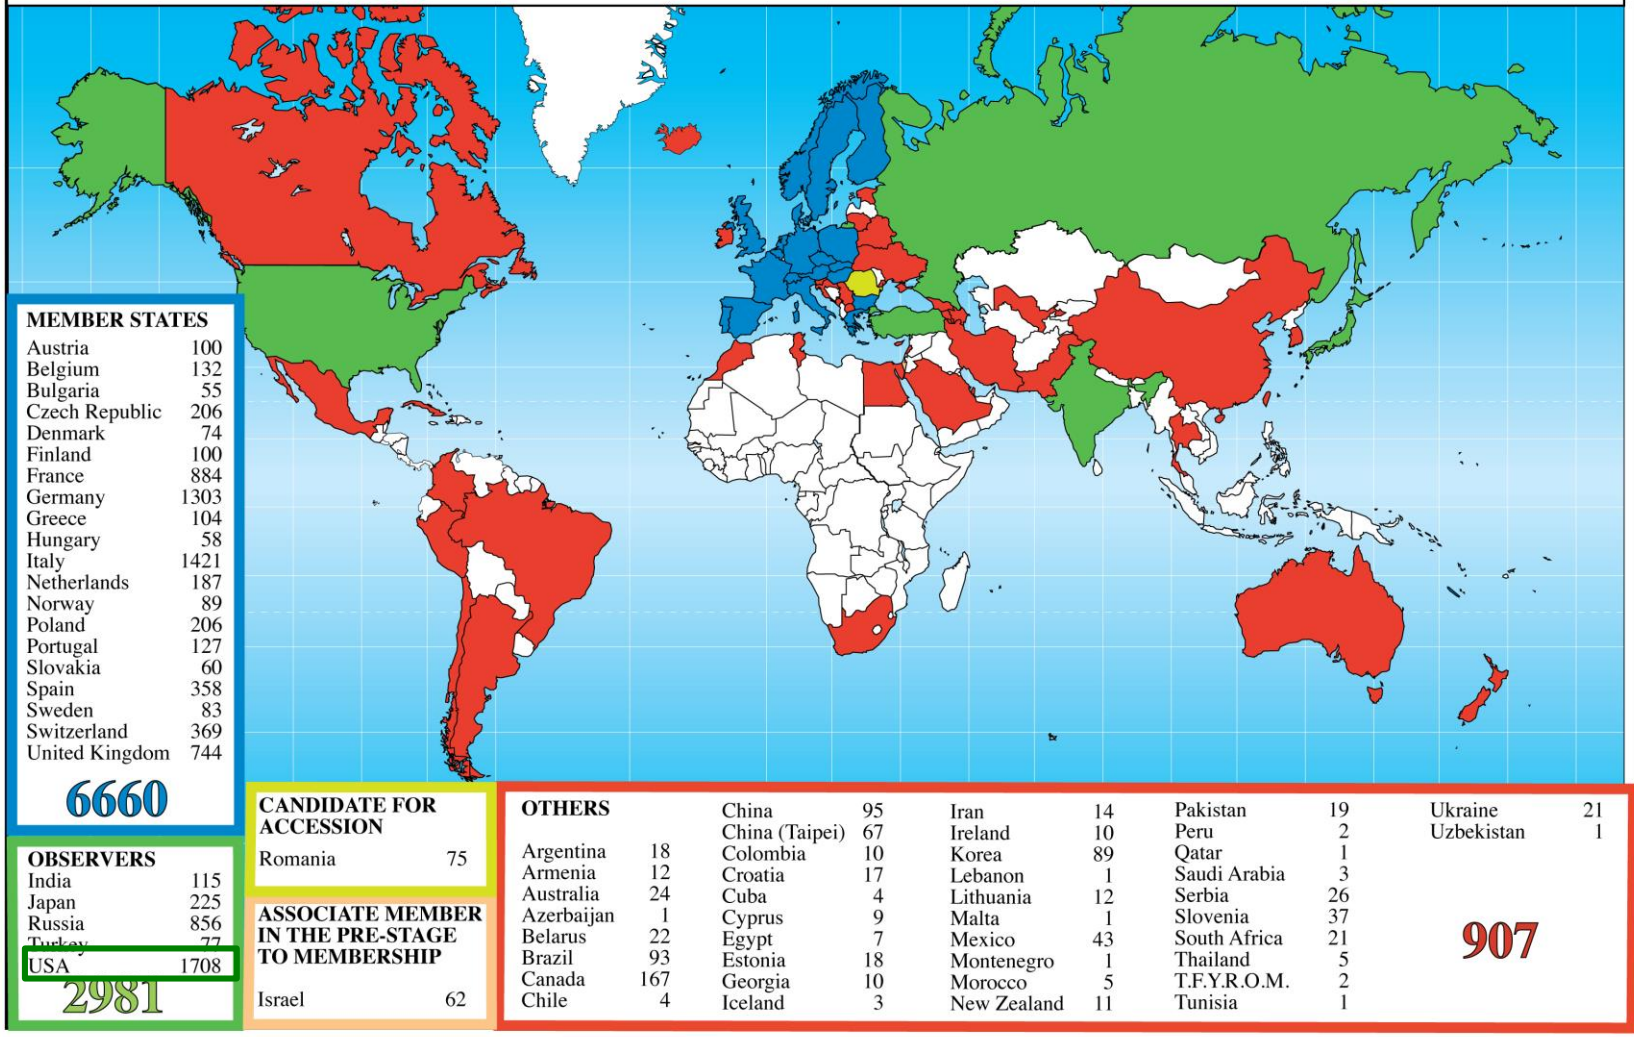 MEMBER STATES
Austria 100
Belgium 132
Bulgaria 55
Czech Republic 206
Denmark 74
Finland 100
France 884
Germany 1303
Greece 104
Hungary 58
Italy 1421
Netherlands 187
Norway 89
Poland 206
Portugal 127
Slovakia 60
Spain 358
Sweden 83
Switzerland 369
United Kingdom 744
6660
OBSERVERS
India 115
Japan 225
Russia 856
Turkey 77
USA 1708
2981
CANDIDATE FOR
ACCESSION
Romania 75
ASSOCIATE MEMBER
IN THE PRE-STAGE
TO MEMBERSHIP
Israel 62
OTHERS
Argentina 18
Armenia 12
Australia 24
Azerbaijan 1
Belarus 22
Brazil 93
Canada 167
Chile 4
China 95
China (Taipei) 67
Colombia 10
Croatia 17
Cuba 4
Cyprus 9
Egypt 7
Estonia 18
Georgia 10
Iceland 3
Iran 14
Ireland 10
Korea 89
Lebanon 1
Lithuania 12
Malta 1
Mexico 43
Montenegro 1
Morocco 5
New Zealand 11
Pakistan 19
Peru 2
Qatar 1
Saudi Arabia 3
Serbia 26
Slovenia 37
South Africa 21
Thailand 5
T.F.Y.R.O.M. 2
Tunisia 1
Ukraine 21
Uzbekistan 1
907